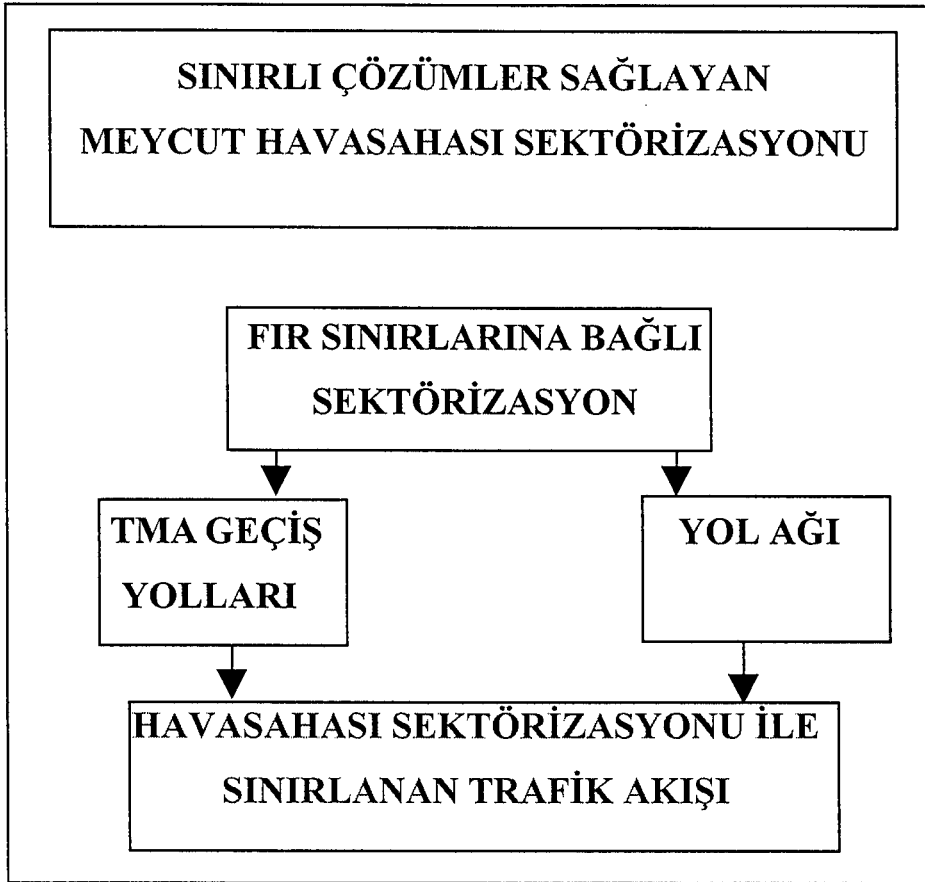 SINIRLI ÇÖZÜMLER SAĞLAYAN
MEYCUT HAVASAHASI SEKTÖRİZASYONU
FIR SINIRLARINA BAĞLI
SEKTÖRİZASYON
TMA GEÇİŞ
YOLLARI
YOL AĞI
HAVASAHASI SEKTÖRİZASYONU İLE
SINIRLANAN TRAFİK AKIŞI